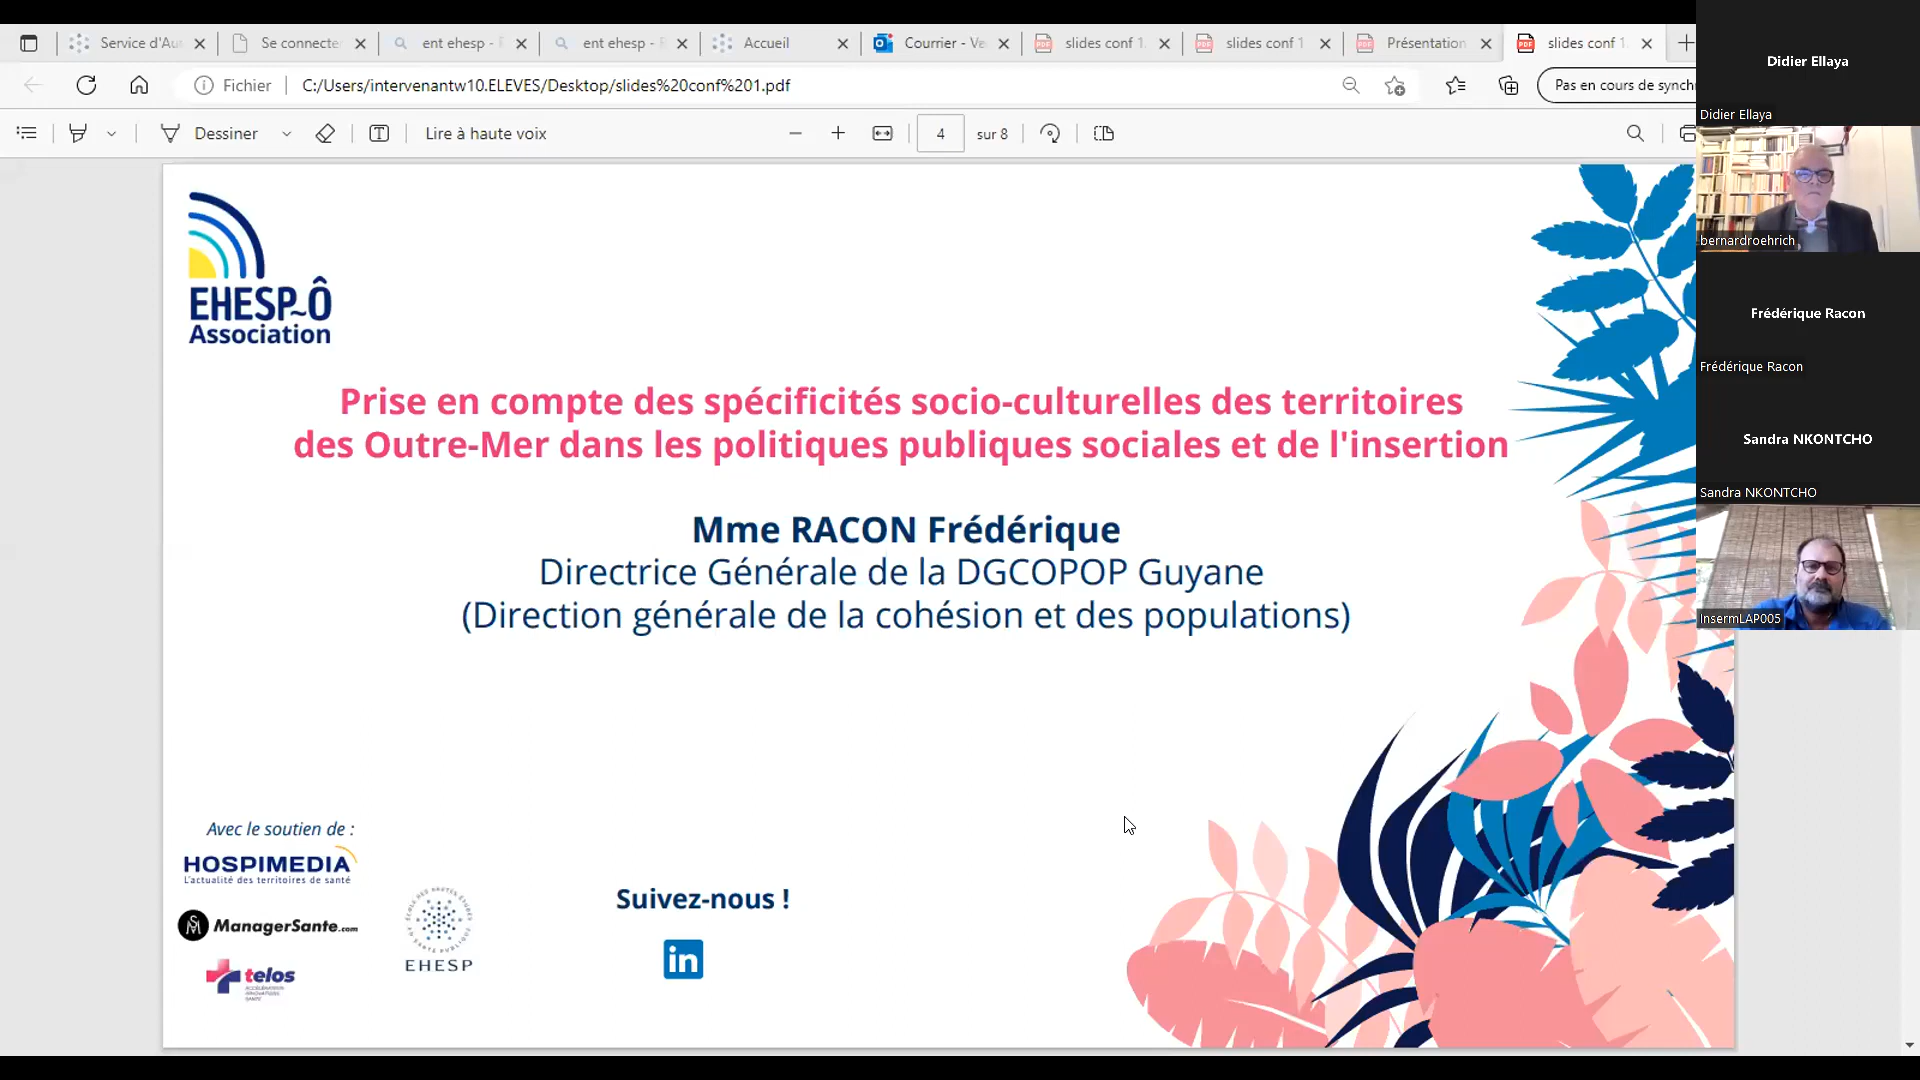 Service d'Au
Se connecte
ent ehesp -
ent ehesp -
Accueil
Courrier - Ve
slides conf 1.
slides conf 1
Présentation
slides conf 1.
Fichier
C:/Users/intervenantw10.ELEVES/Desktop/slides%20conf%201.pdf
Pas en cours de synchr
Dessiner
Lire à haute voix
4
sur 8
EHESP~Ô
Association
Prise en compte des spécificités socio-culturelles des territoires
des Outre-Mer dans les politiques publiques sociales et de l'insertion
Mme RACON Frédérique
Directrice Générale de la DGCOPOP Guyane
(Direction générale de la cohésion et des populations)
Avec le soutien de :
HOSPIMEDIA
L'actualité des territoires de santé
ManagerSante.com
telos
EHESP
Suivez-nous !
in
Didier Ellaya
Didier Ellaya
bernardroehrich
Frédérique Racon
Frédérique Racon
Sandra NKONTCHO
Sandra NKONTCHO
InsermLAP005